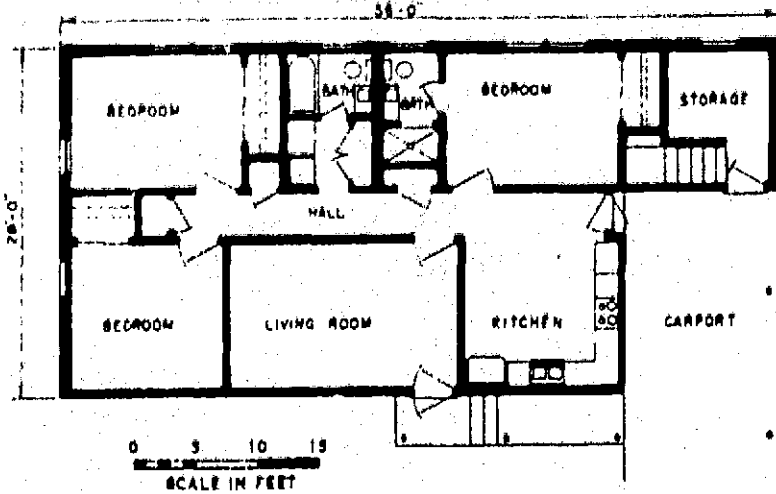 58'-0"
BEDROOM
BATH
BATH
BEDROOM
STORAGE
28'-0"
HALL
BEDROOM
LIVING ROOM
KITCHEN
CARPORT
0 5 10 15
SCALE IN FEET